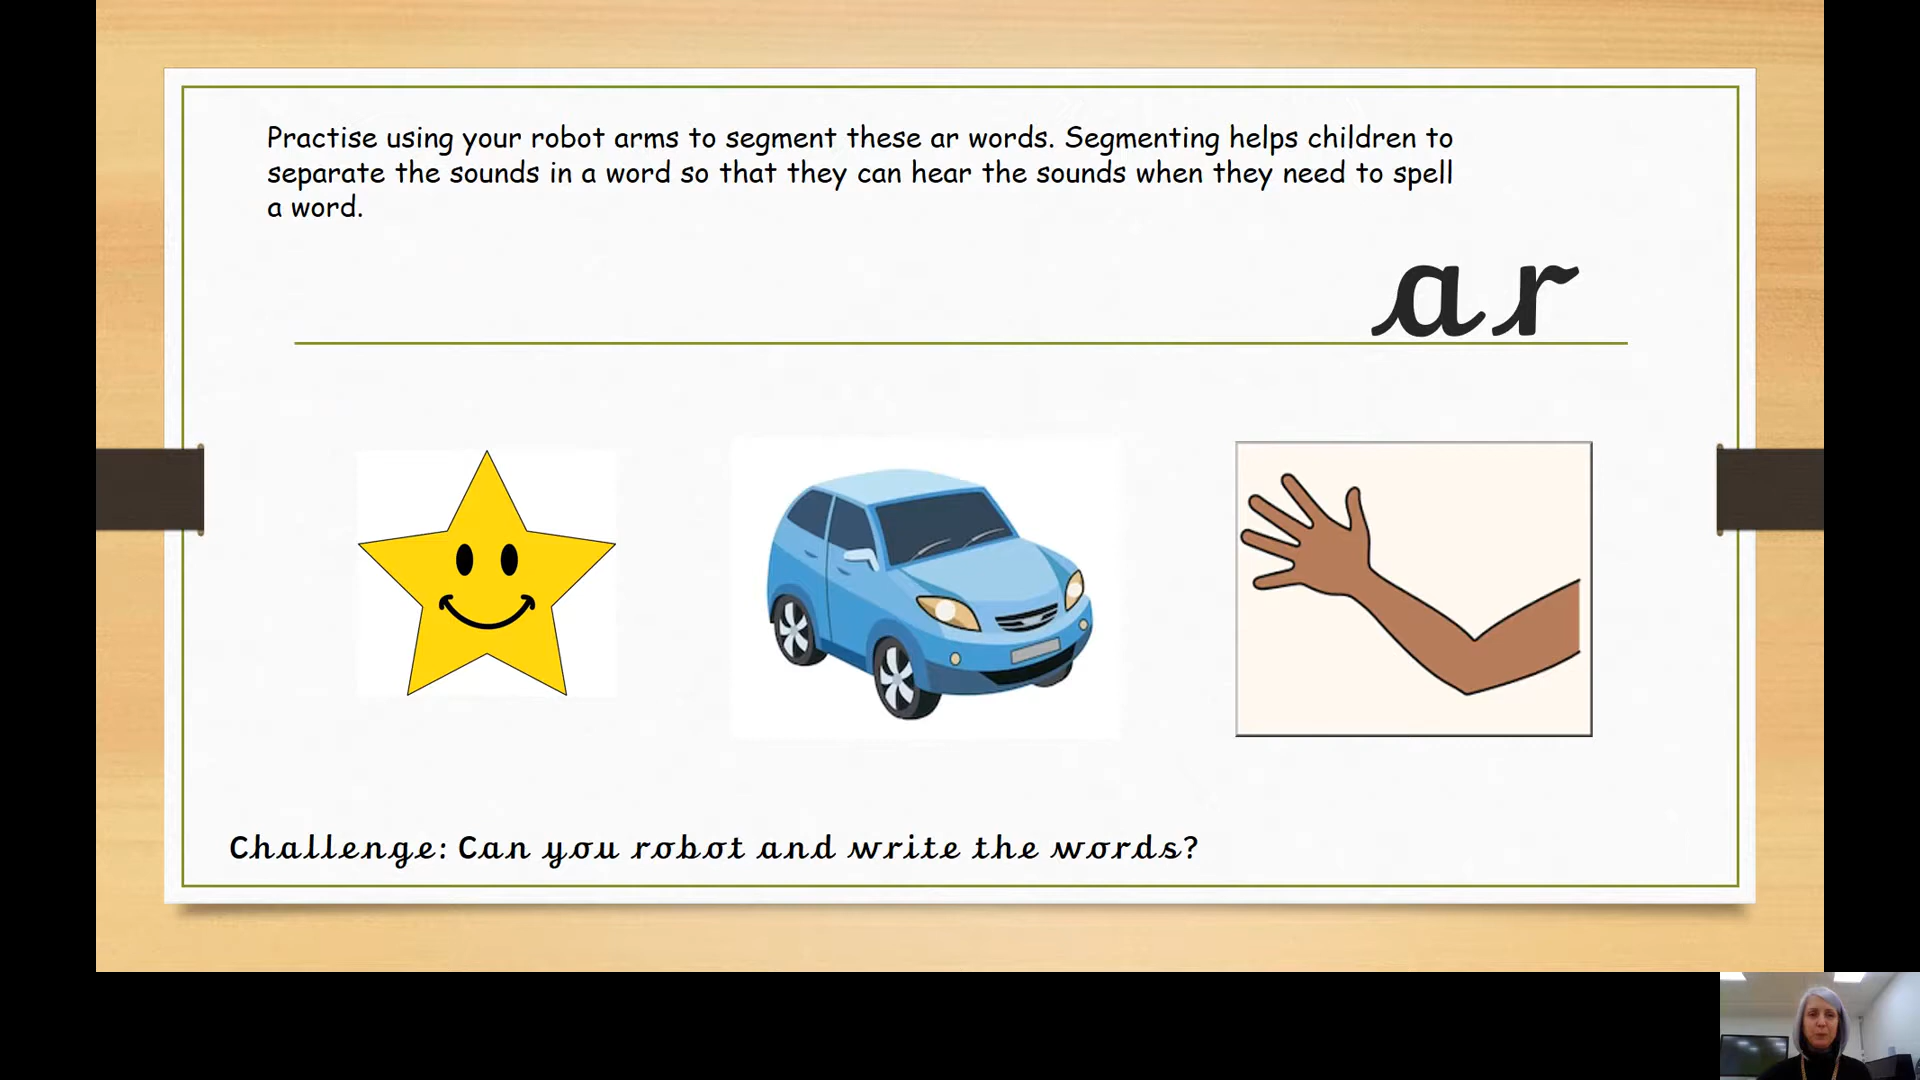 Practise using your robot arms to segment these ar words. Segmenting helps children to
separate the sounds in a word so that they can hear the sounds when they need to spell
a word.
ar
Challenge: Can you robot and write the words?